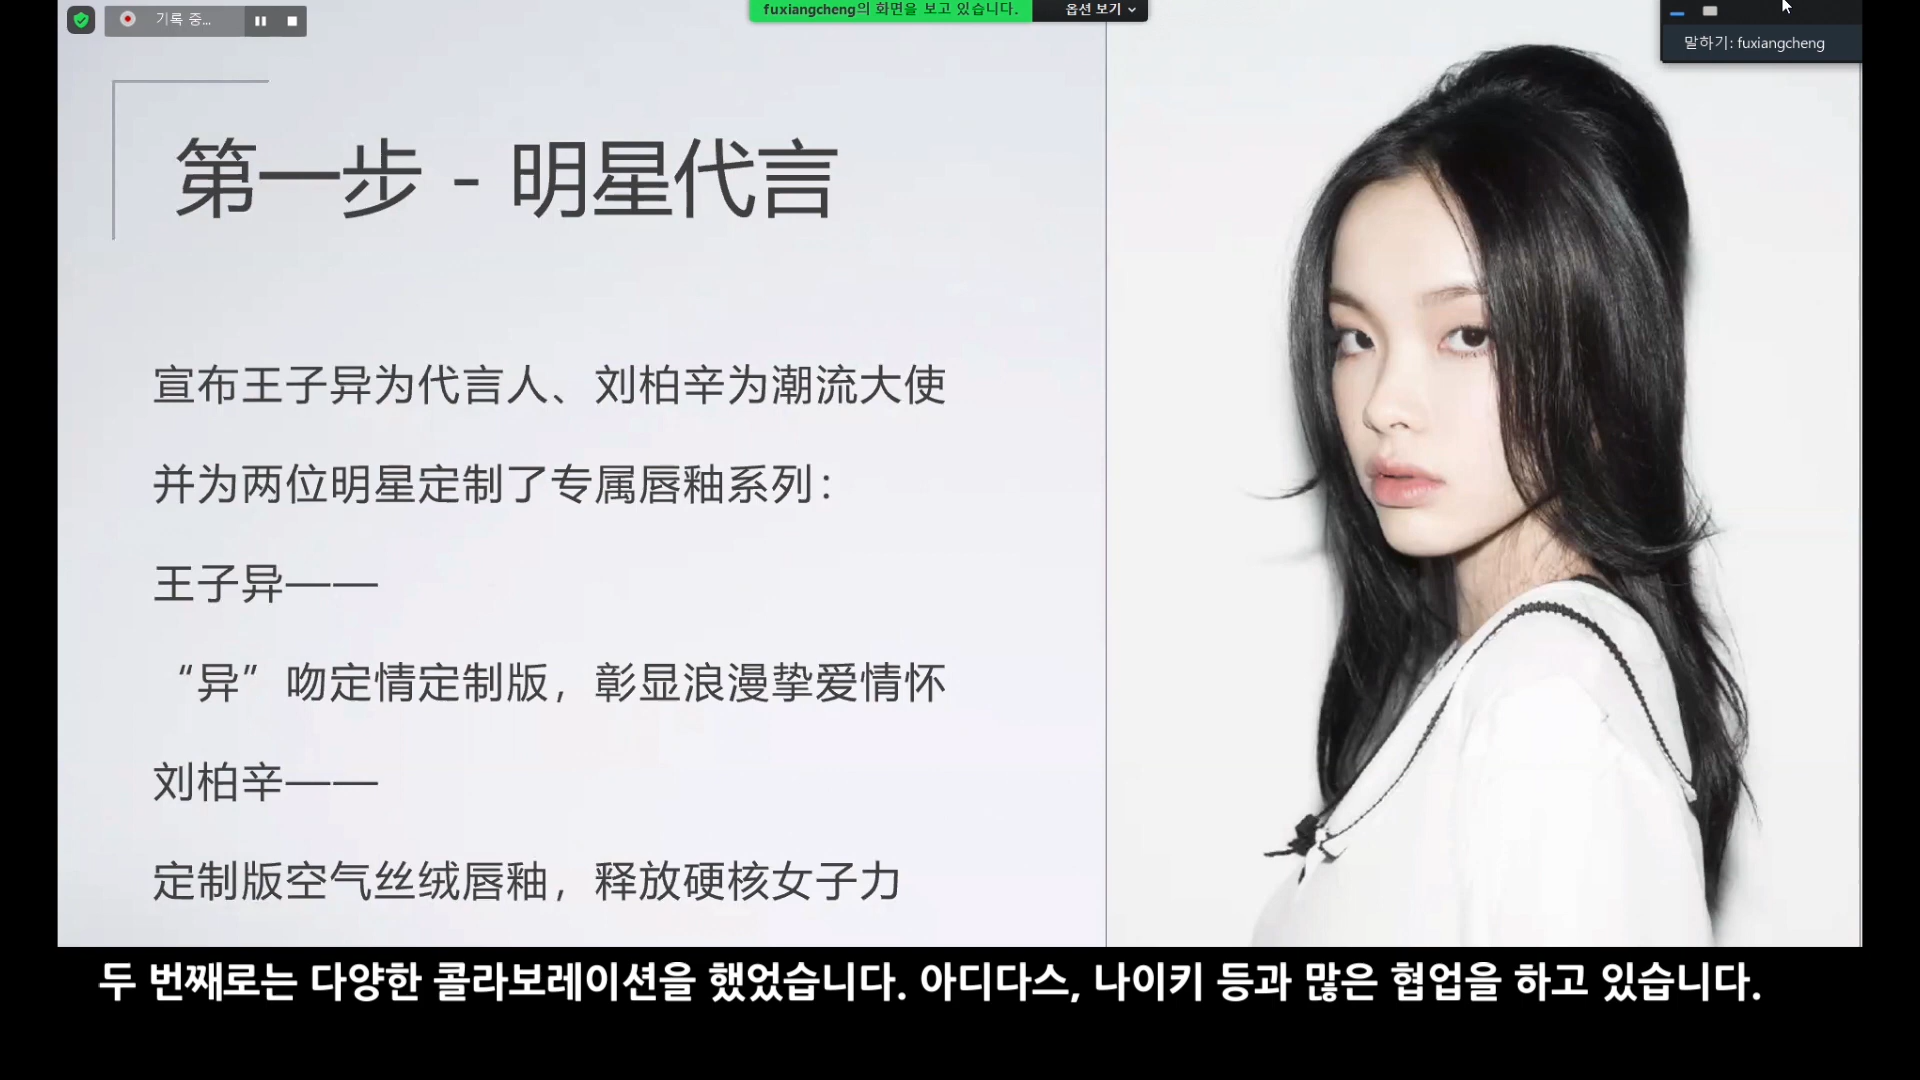 기록 중...
fuxiangcheng의 화면을 보고 있습니다.
옵션 보기
말하기: fuxiangcheng
第一步 - 明星代言
宣布王子异为代言人、刘柏辛为潮流大使
并为两位明星定制了专属唇釉系列：
王子异——
“异”吻定情定制版，彰显浪漫挚爱情怀
刘柏辛——
定制版空气丝绒唇釉，释放硬核女子力
두 번째로는 다양한 콜라보레이션을 했었습니다. 아디다스, 나이키 등과 많은 협업을 하고 있습니다.